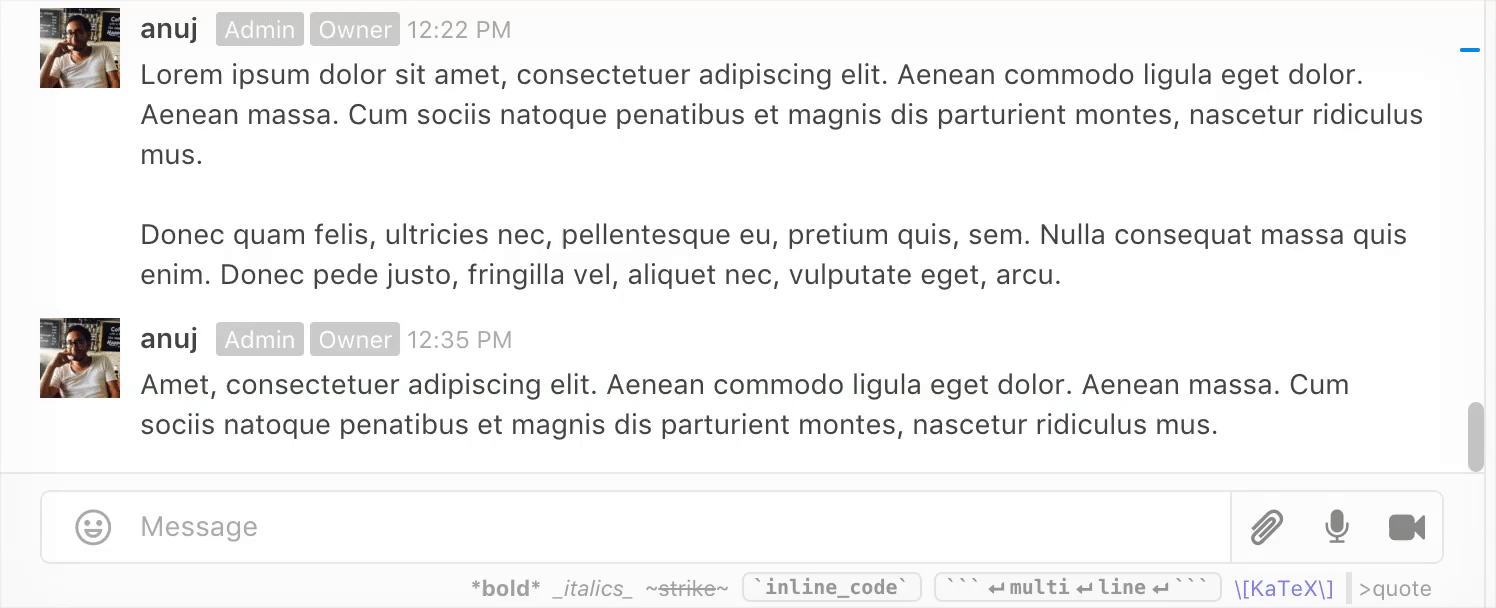 anuj Admin Owner 12:22 PM
Lorem ipsum dolor sit amet, consectetuer adipiscing elit. Aenean commodo ligula eget dolor.
Aenean massa. Cum sociis natoque penatibus et magnis dis parturient montes, nascetur ridiculus
mus.
Donec quam felis, ultricies nec, pellentesque eu, pretium quis, sem. Nulla consequat massa quis
enim. Donec pede justo, fringilla vel, aliquet nec, vulputate eget, arcu.
anuj Admin Owner 12:35 PM
Amet, consectetuer adipiscing elit. Aenean commodo ligula eget dolor. Aenean massa. Cum
sociis natoque penatibus et magnis dis parturient montes, nascetur ridiculus mus.
Message
*bold* _italics_ ~strike~ `inline_code` ```↵multi↵line↵``` \[KaTeX\] >quote